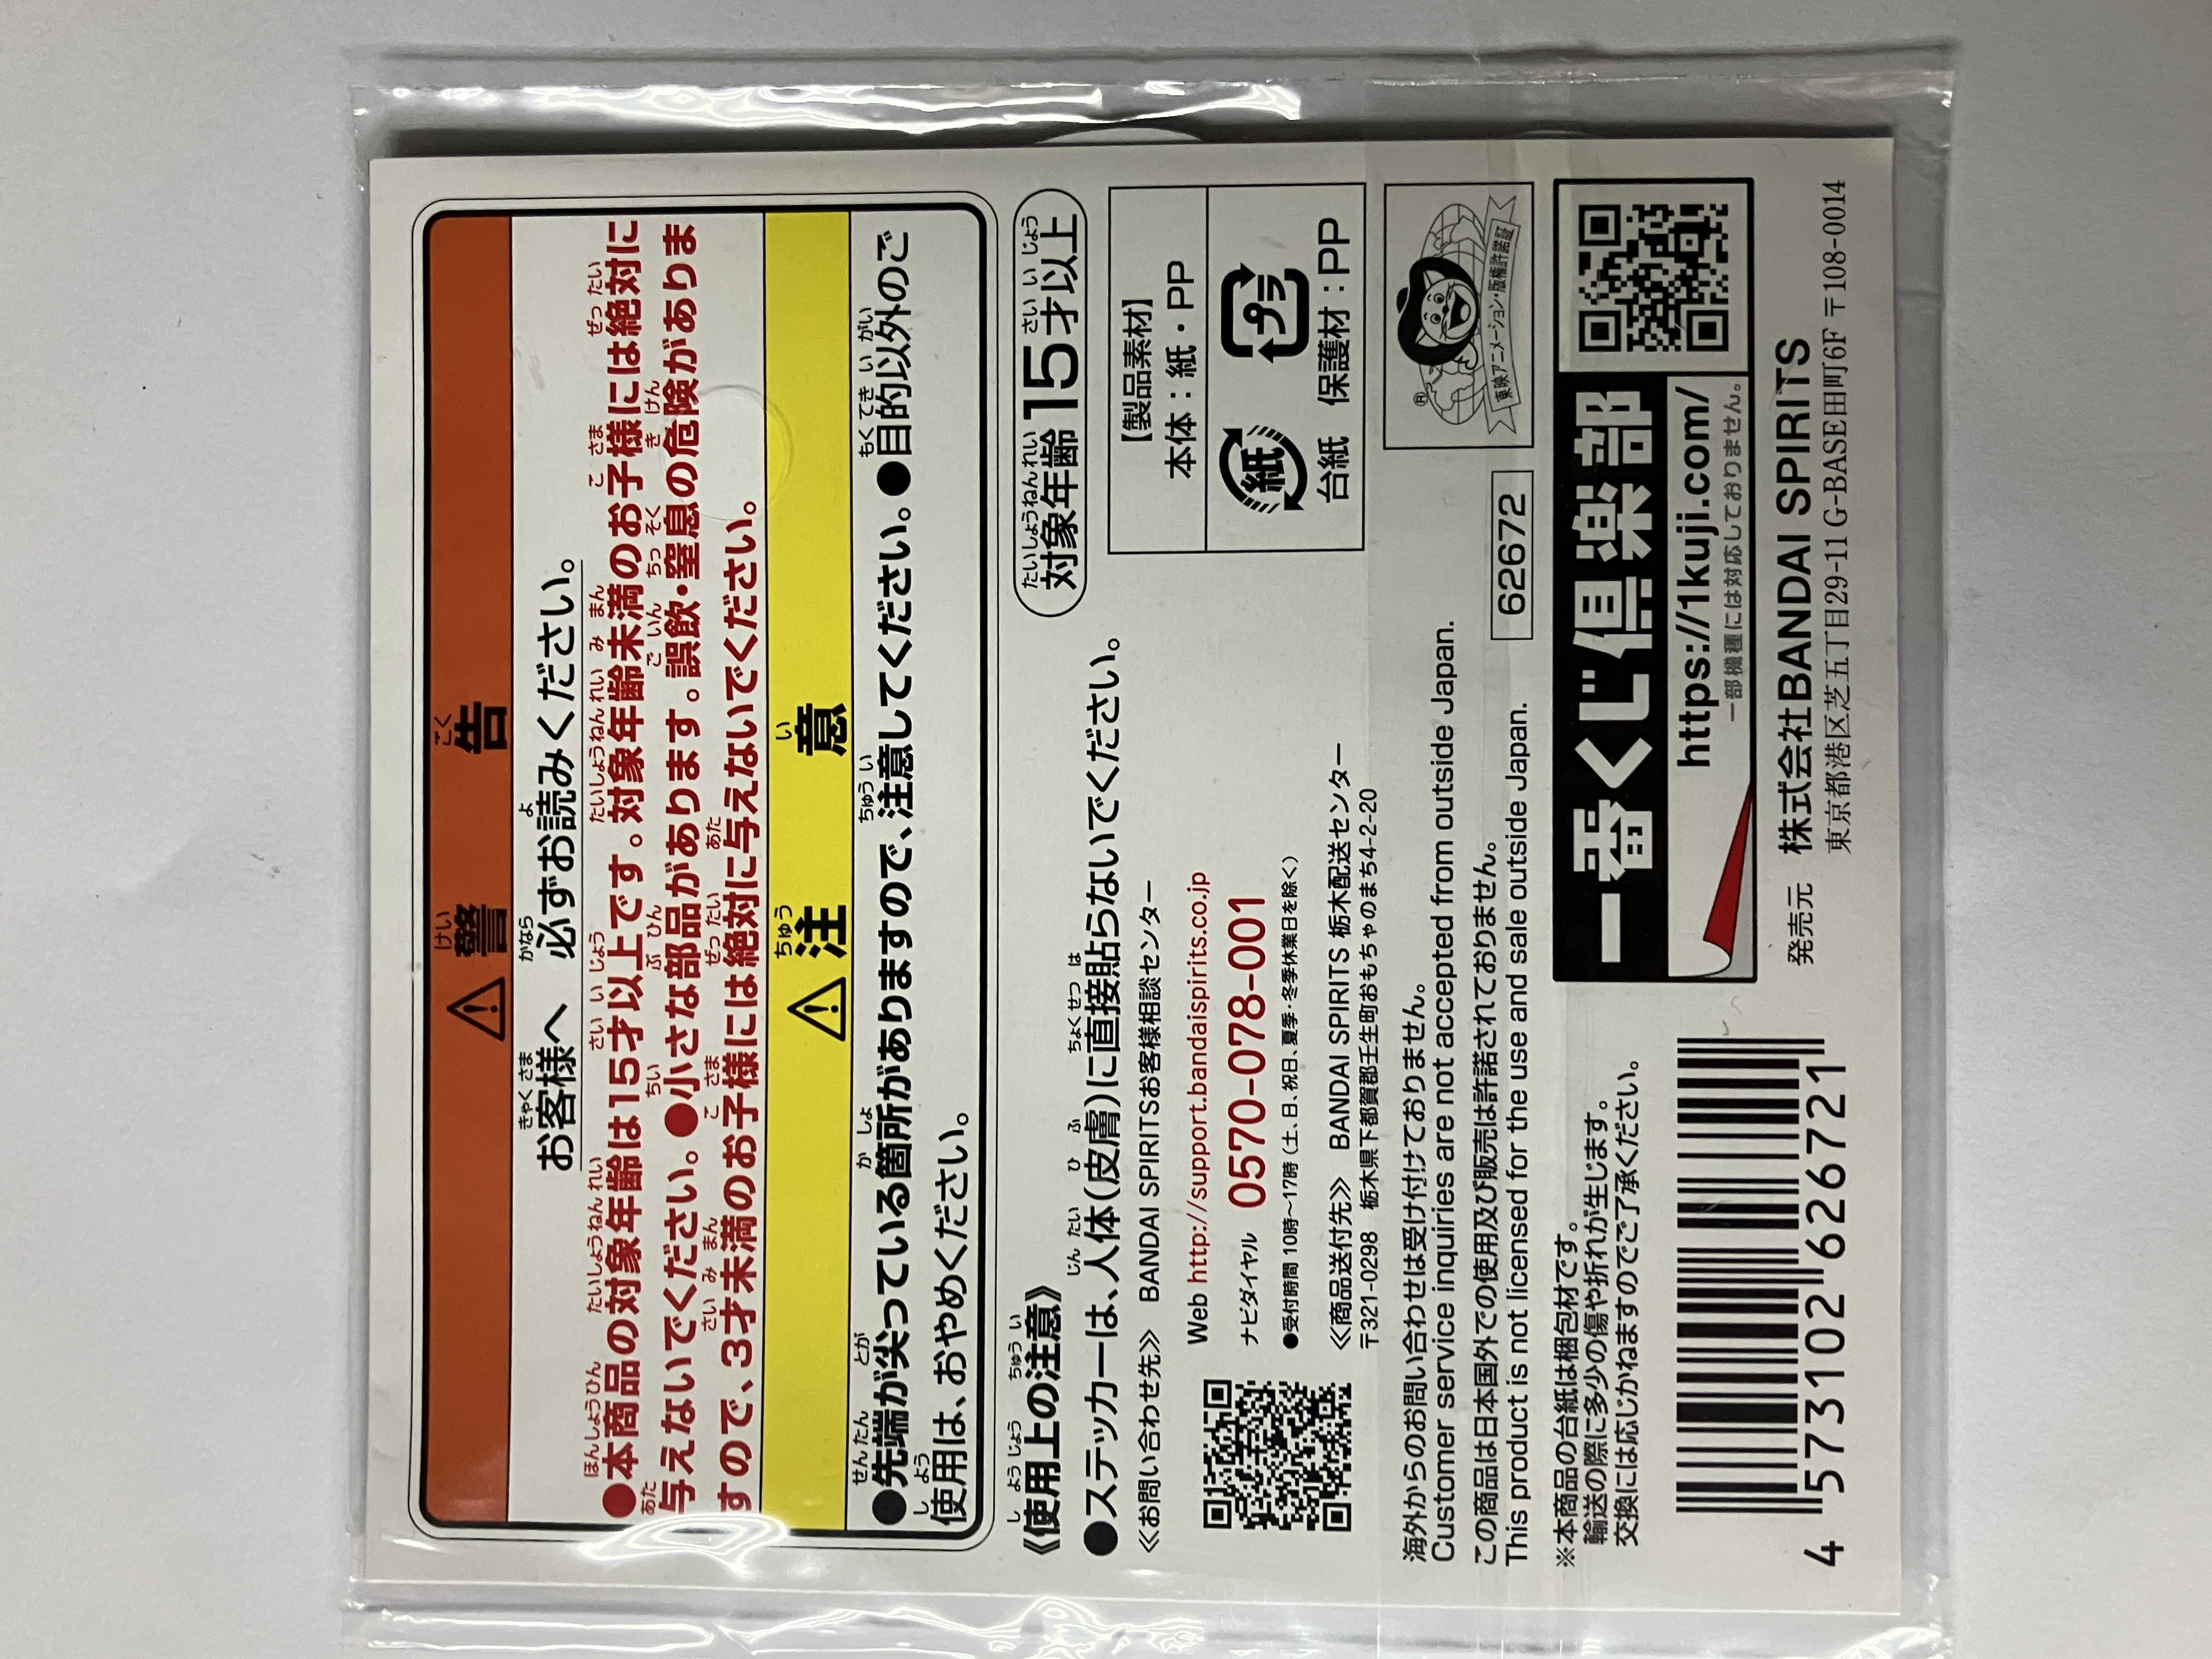 ⚠警告
お客様へ 必ずお読みください。
●本商品の対象年齢は15才以上です。対象年齢未満のお子様には絶対に
与えないでください。●小さな部品があります。誤飲・窒息の危険がありま
すので、3才未満のお子様には絶対に与えないでください。
⚠注意
●先端が尖っている箇所がありますので、注意してください。●目的以外のご
使用は、おやめください。
《使用上の注意》
対象年齢15才以上
●ステッカーは、人体(皮膚)に直接貼らないでください。
≪お問い合わせ先≫ BANDAI SPIRITSお客様相談センター
Web http://support.bandaispirits.co.jp
ナビダイヤル 0570-078-001
●受付時間 10時〜17時(土、日、祝日、夏季・冬季休業日を除く)
≪商品送付先≫ BANDAI SPIRITS 栃木配送センター
〒321-0298 栃木県下都賀郡壬生町おもちゃのまち4-2-20
【製品素材】
本体：紙・PP
紙 プラ
台紙 保護材：PP
海外からのお問い合わせは受け付けておりません。
Customer service inquiries are not accepted from outside Japan.
この商品は日本国外での使用及び販売は許諾されておりません。
This product is not licensed for the use and sale outside Japan.
62672
®
東映アニメーション・版権許諾証
※本商品の台紙は梱包材です。
輸送の際に多少の傷や折れが生じます。
交換には応じかねますのでご了承ください。
一番くじ倶楽部
https://1kuji.com/
一部機種には対応しておりません。
4 573102 626721
発売元 株式会社BANDAI SPIRITS
東京都港区芝五丁目29-11 G-BASE田町6F 〒108-0014